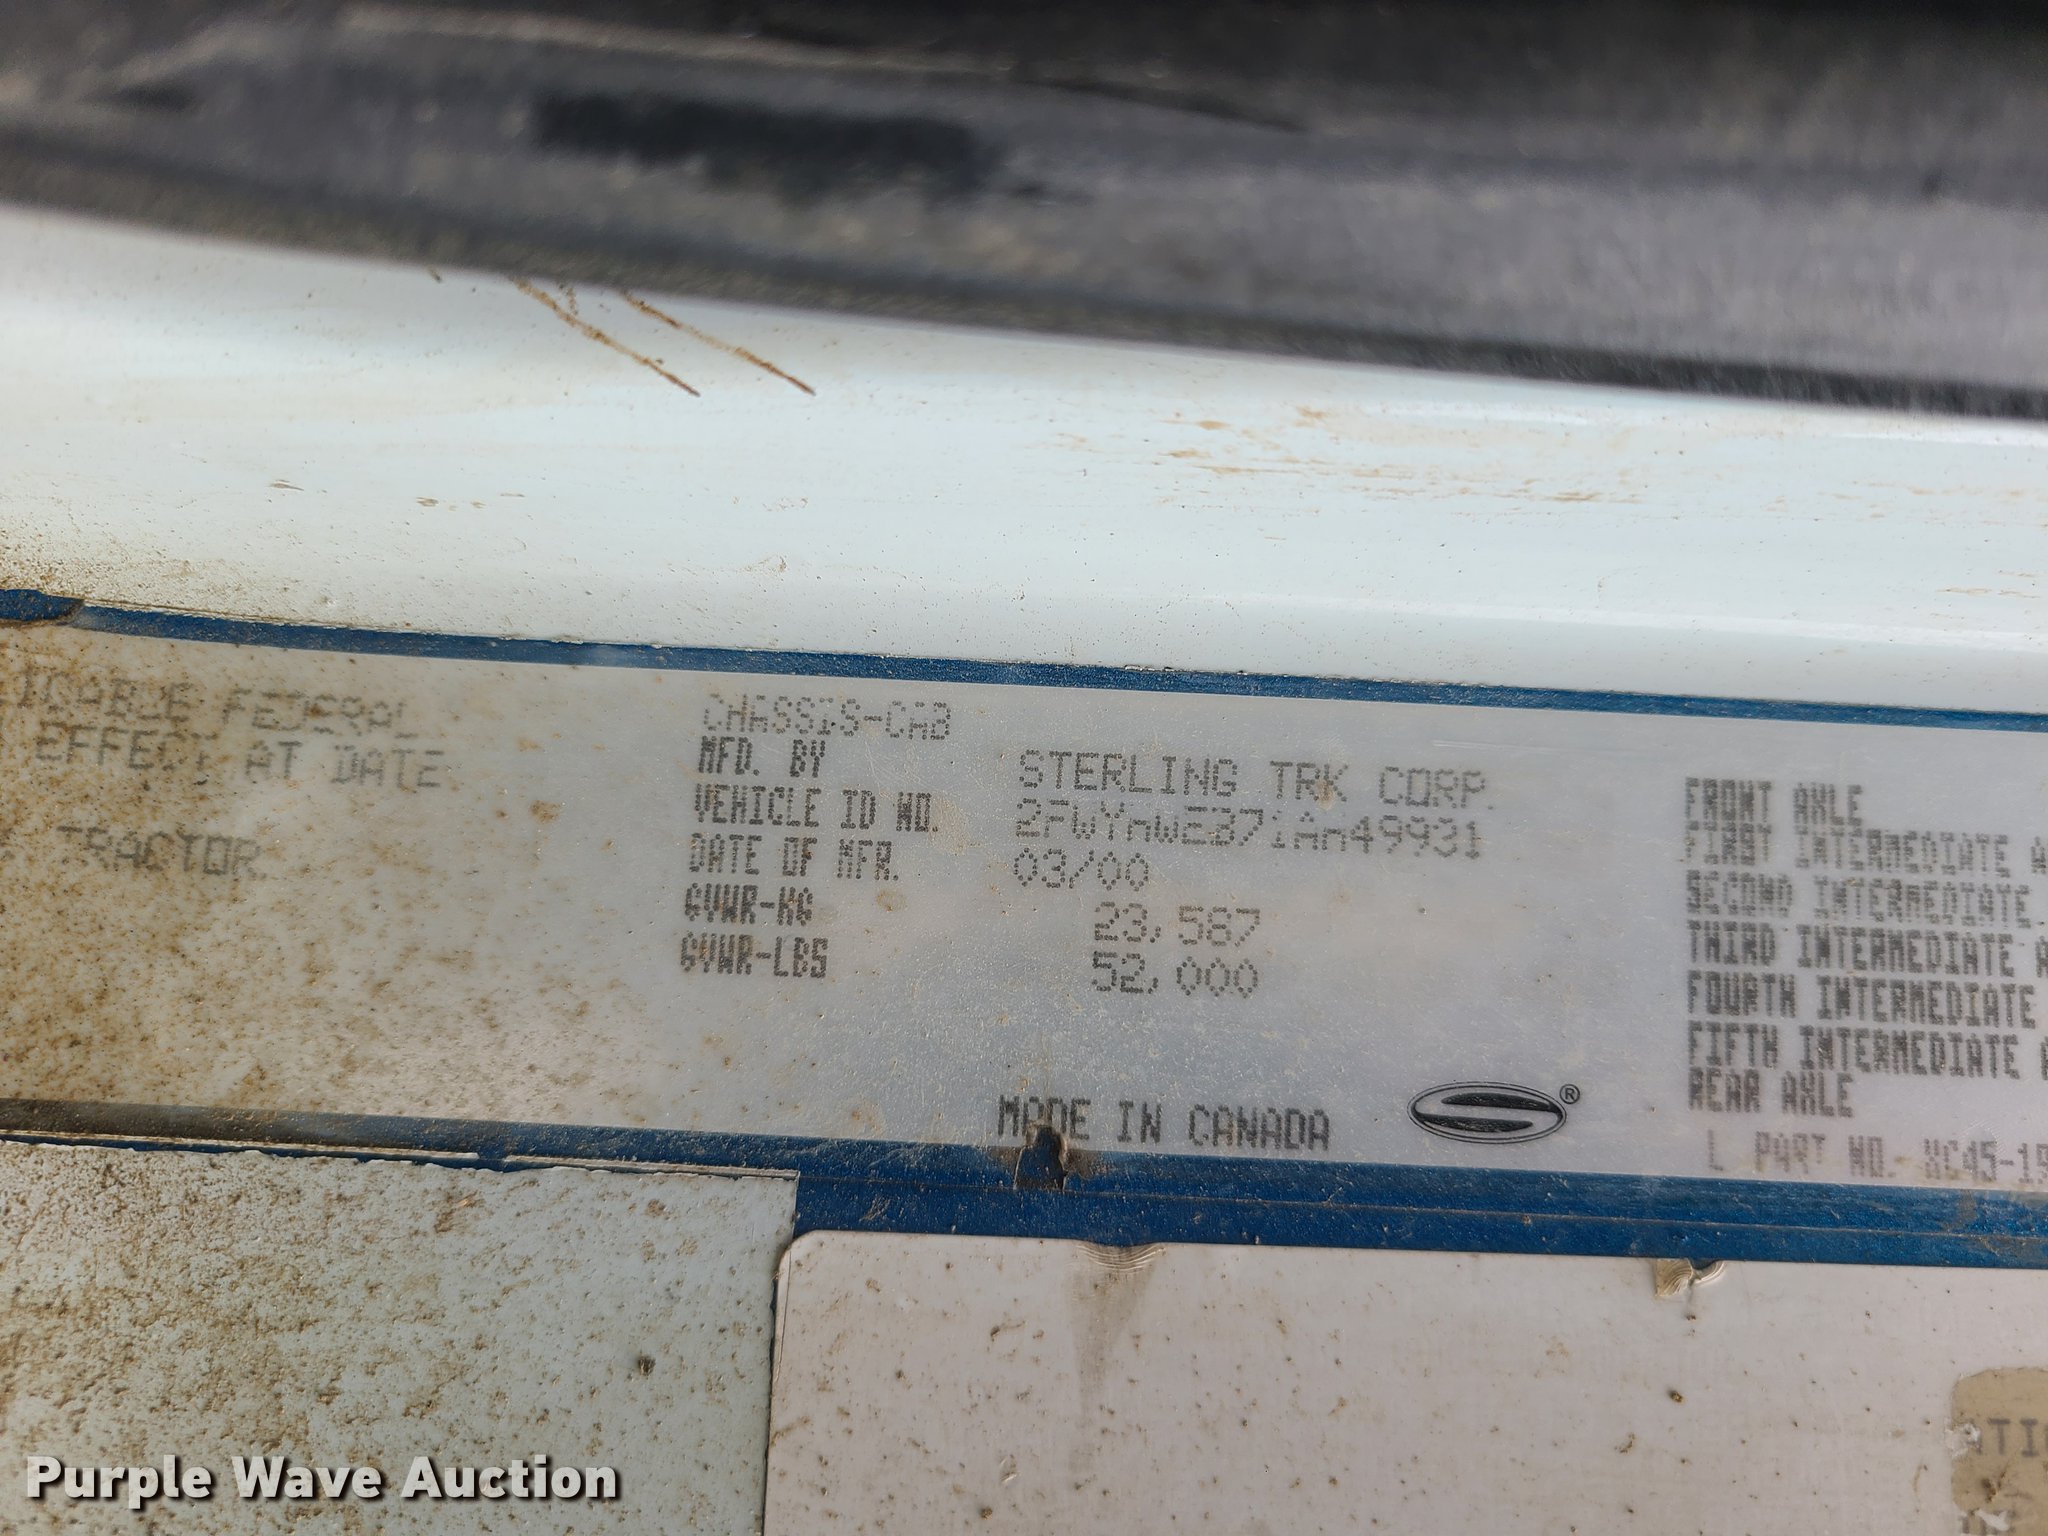 FEDERAL
EFFECT AT DATE
TRACTOR
CHASSIS-CAB
MFD. BY STERLING TRK CORP.
VEHICLE ID NO.
DATE OF MFR. 03/00
GVWR-KG 23,587
GVWR-LBS 52,000
MADE IN CANADA
®
FRONT AXLE
FIRST INTERMEDIATE A
SECOND INTERMEDIATE
THIRD INTERMEDIATE A
FOURTH INTERMEDIATE
FIFTH INTERMEDIATE A
REAR AXLE
L PART NO.
Purple Wave Auction